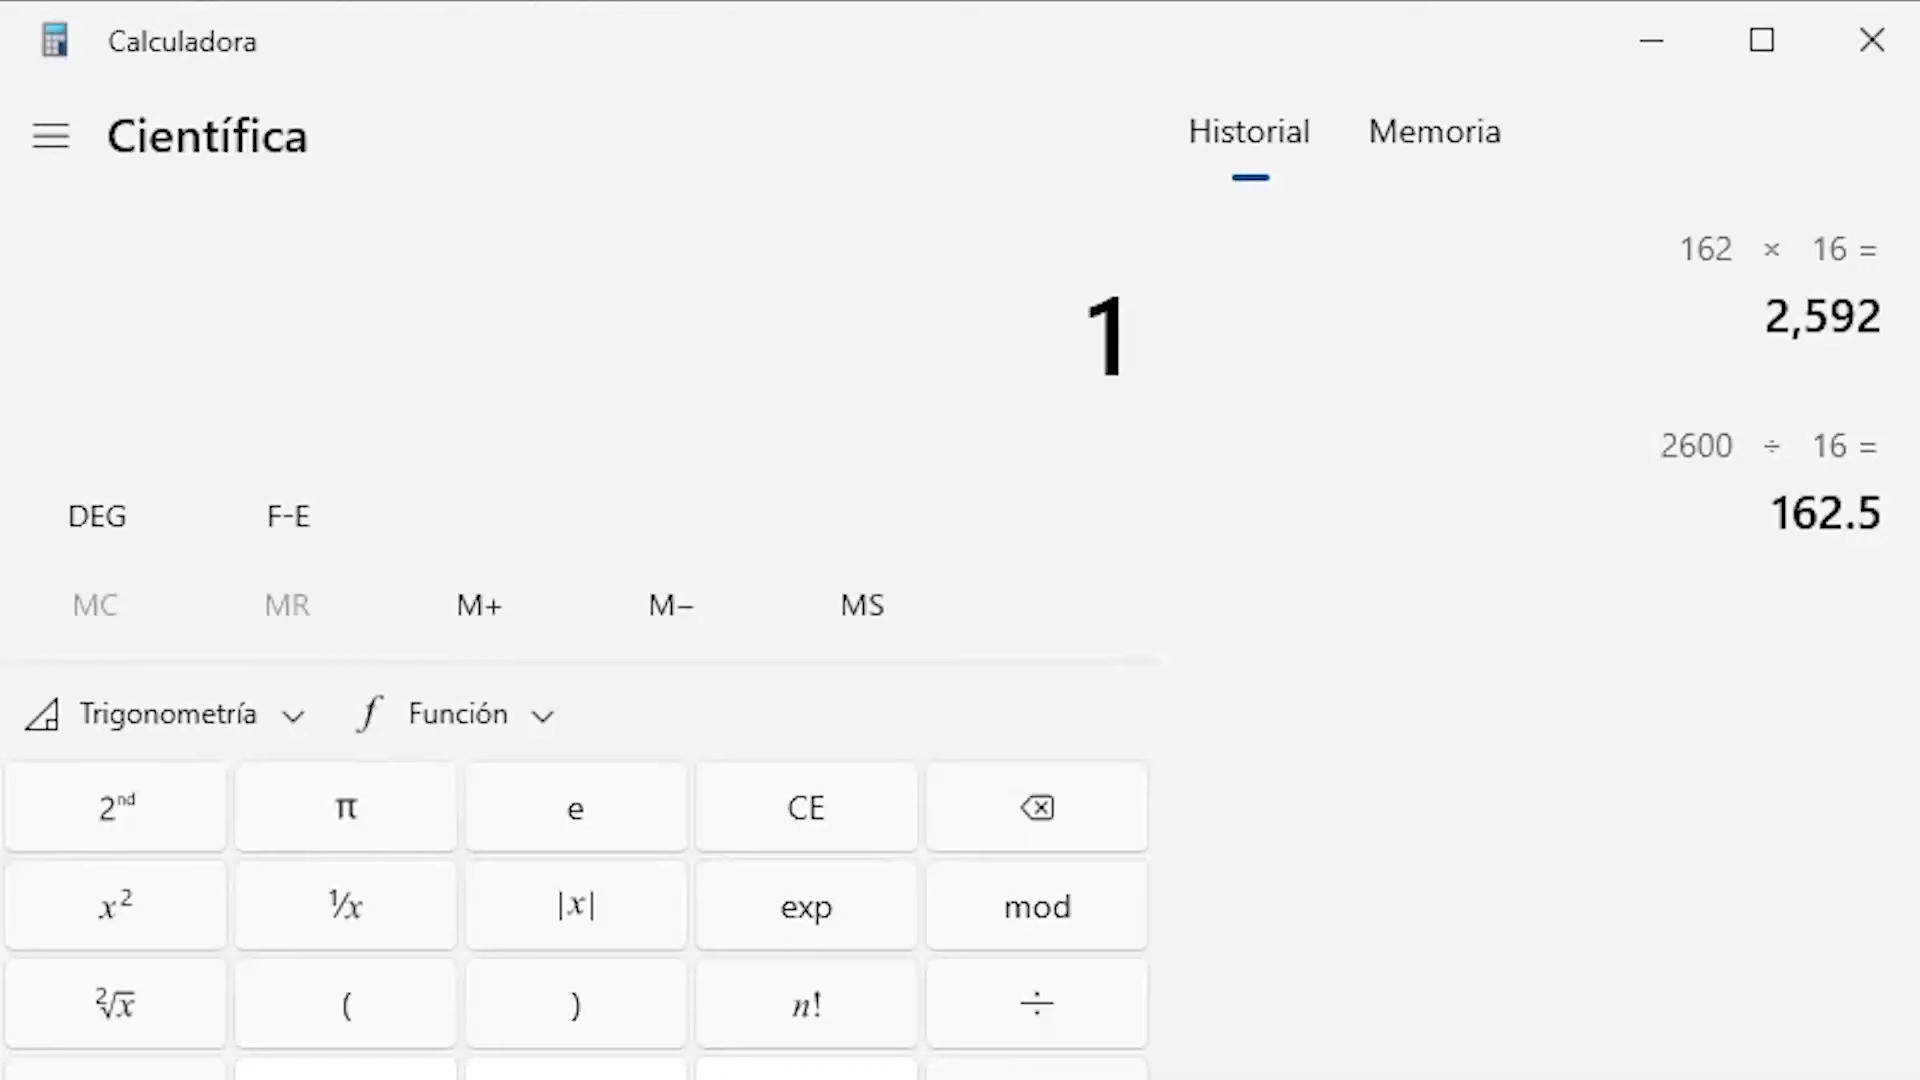 Calculadora
Científica
Historial Memoria
162 × 16 =
2,592
1
2600 ÷ 16 =
162.5
DEG F-E
MC MR M+ M− MS
Trigonometría f Función
2ⁿᵈ π e CE
x² ¹⁄x |x| exp mod
²√x ( ) n! ÷